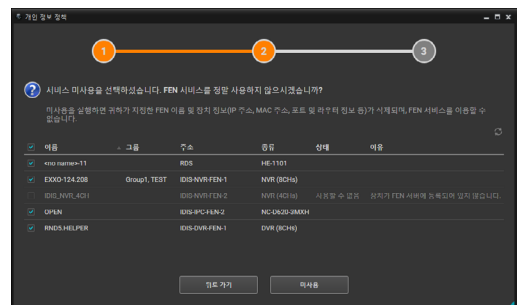 개인 정보 정책
1
2
3
서비스 미사용을 선택하셨습니다. FEN 서비스를 정말 사용하지 않으시겠습니까?
미사용을 실행하면 귀하가 지정한 FEN 이름 및 장치 정보(IP 주소, MAC 주소, 포트 및 라우터 정보 등)가 삭제되며, FEN 서비스를 이용할 수
없습니다.
이름 그룹 주소 종류 상태 이유
<no name>-11 RDS HE-1101
EXXO-124.208 Group1, TEST IDIS-NVR-FEN-1 NVR (8CHs)
IDIS_NVR_4CH IDIS-NVR-FEN-2 NVR (4CHs) 사용할 수 없음 장치가 FEN 서버에 등록되어 있지 않습니다.
OPEN IDIS-IPC-FEN-2 NC-D620-3MXH
RND5.HELPER IDIS-DVR-FEN-1 DVR (8CHs)
뒤로 가기 미사용